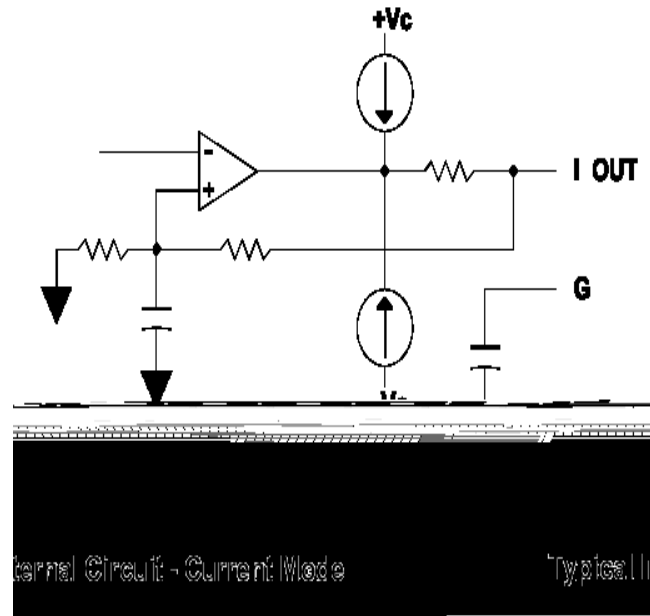 +Vc
-
+
I OUT
G
ternal Circuit - Current Mode
Typical